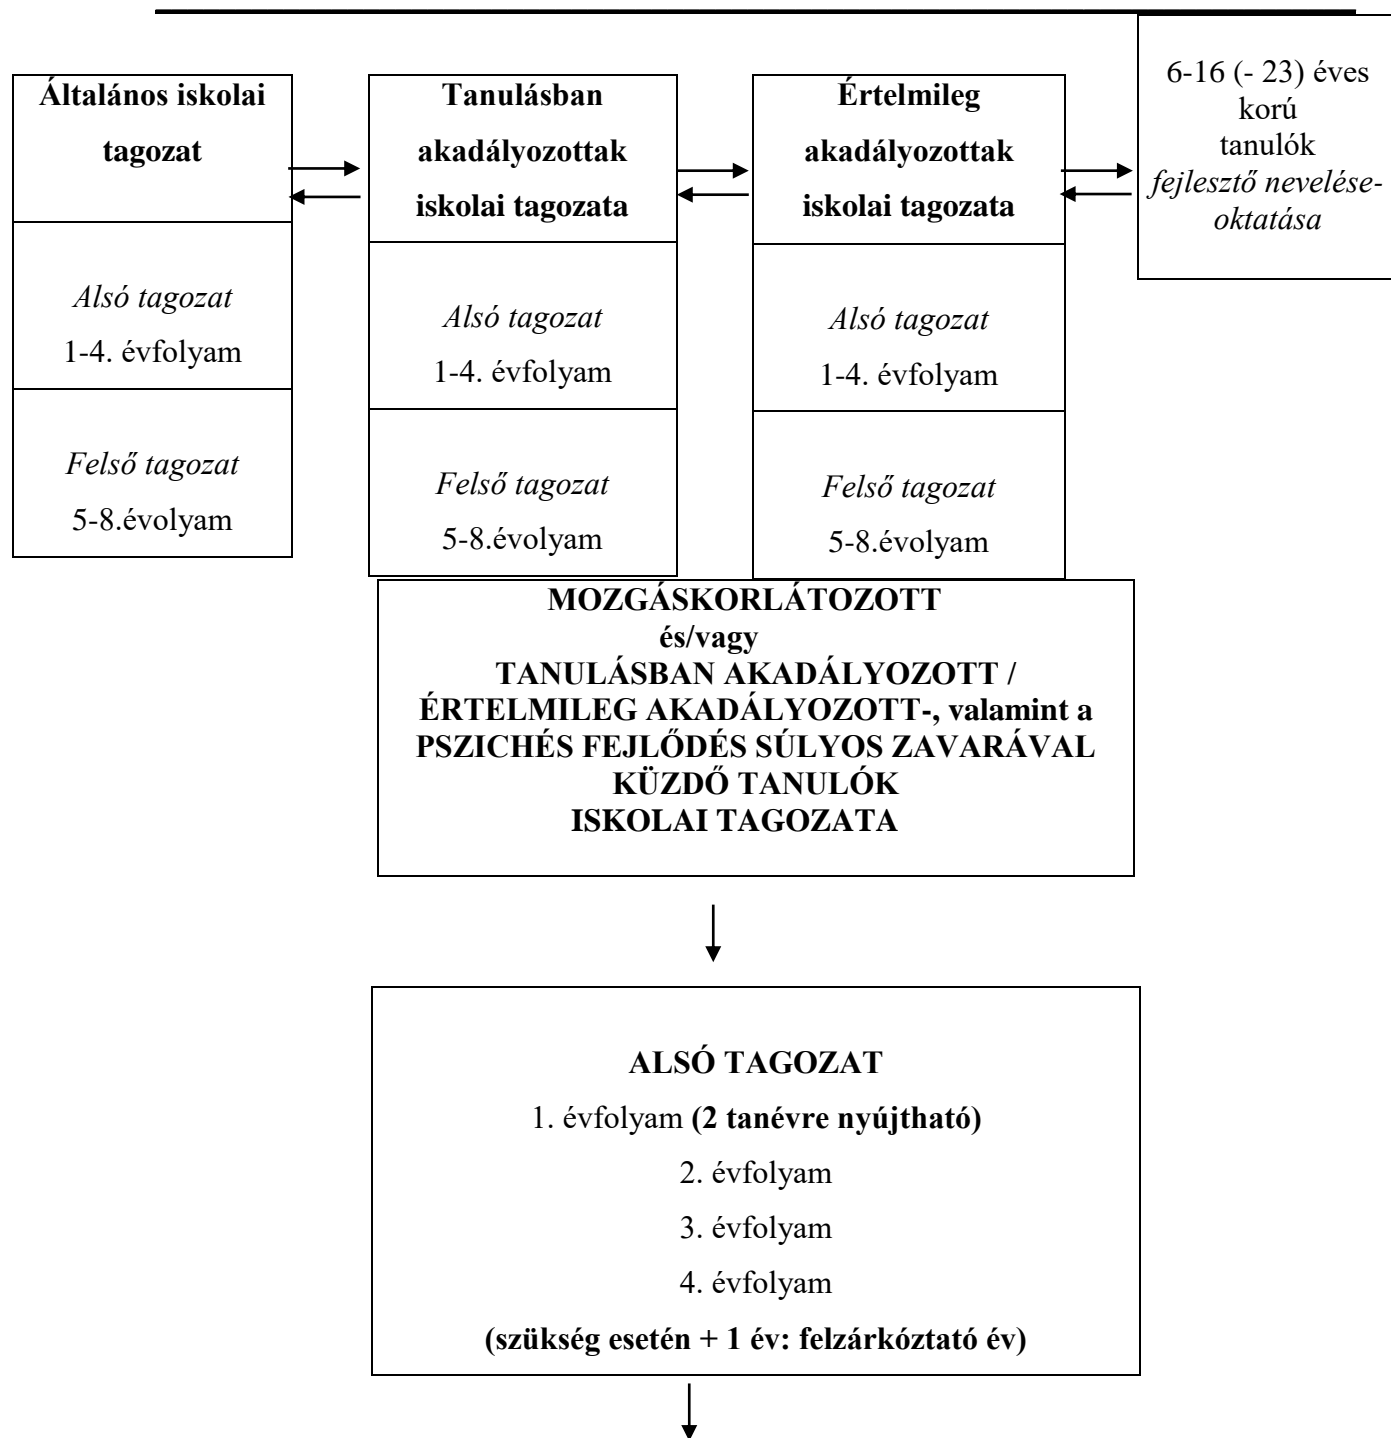 Általános iskolai
tagozat
Alsó tagozat
1-4. évfolyam
Felső tagozat
5-8.évolyam
Tanulásban
akadályozottak
iskolai tagozata
Alsó tagozat
1-4. évfolyam
Felső tagozat
5-8.évolyam
Értelmileg
akadályozottak
iskolai tagozata
Alsó tagozat
1-4. évfolyam
Felső tagozat
5-8.évolyam
6-16 (- 23) éves
korú
tanulók
fejlesztő nevelése-
oktatása
MOZGÁSKORLÁTOZOTT
és/vagy
TANULÁSBAN AKADÁLYOZOTT /
ÉRTELMILEG AKADÁLYOZOTT-, valamint a
PSZICHÉS FEJLŐDÉS SÚLYOS ZAVARÁVAL
KÜZDŐ TANULÓK
ISKOLAI TAGOZATA
ALSÓ TAGOZAT
1. évfolyam (2 tanévre nyújtható)
2. évfolyam
3. évfolyam
4. évfolyam
(szükség esetén + 1 év: felzárkóztató év)